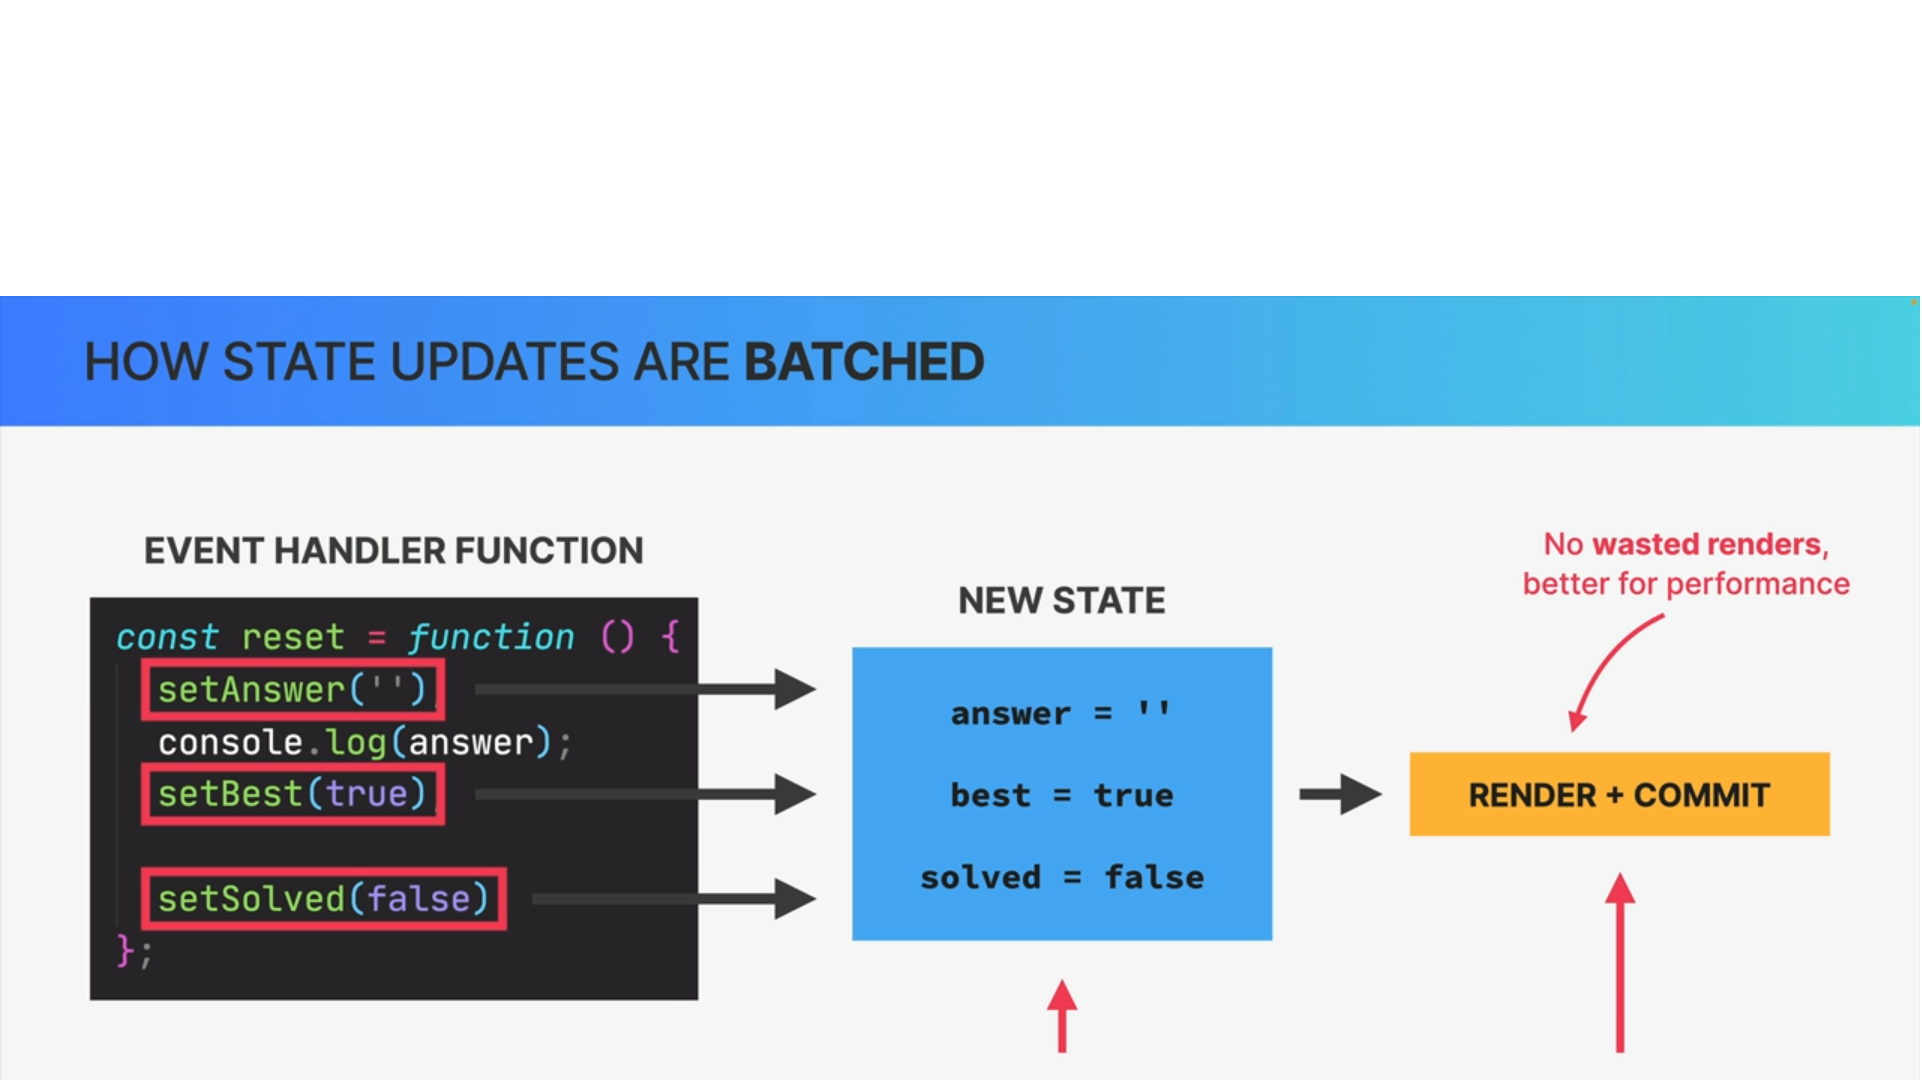 HOW STATE UPDATES ARE BATCHED
EVENT HANDLER FUNCTION
const reset = function () {
setAnswer('')
console.log(answer);
setBest(true)
setSolved(false)
};
NEW STATE
answer = ''
best = true
solved = false
No wasted renders,
better for performance
RENDER + COMMIT